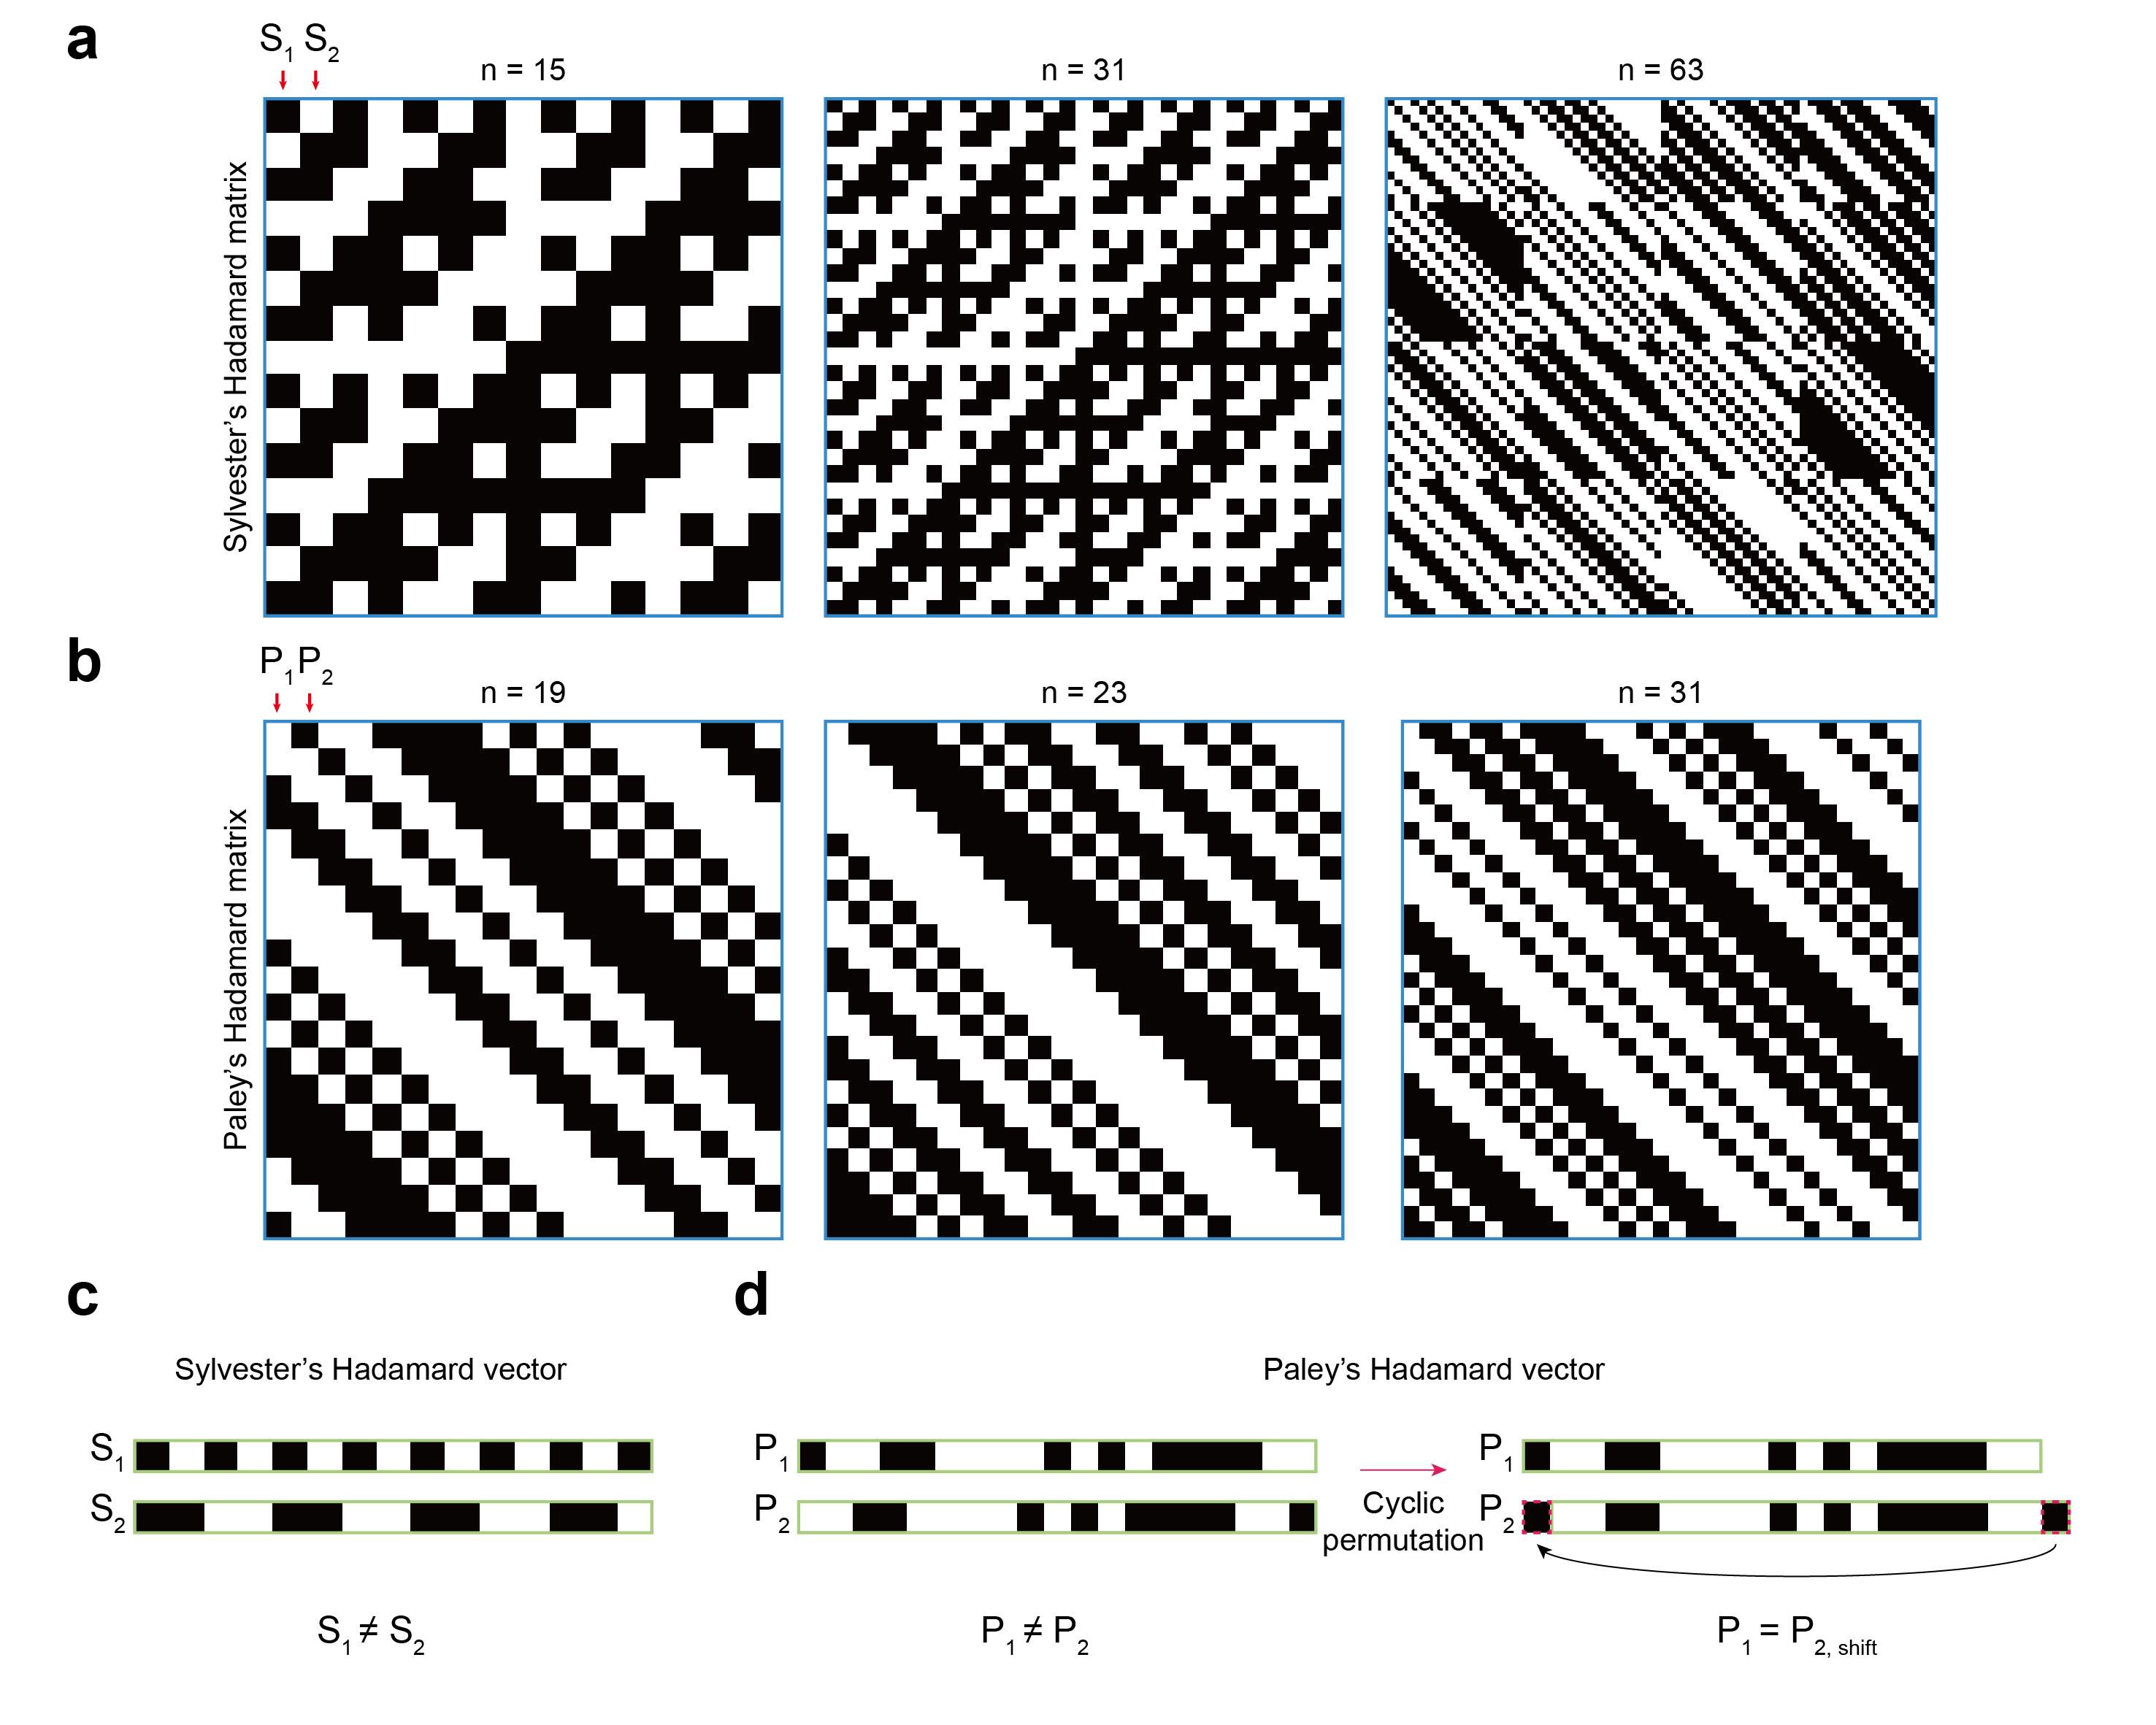 a
S1 S2
n = 15
n = 31
n = 63
Sylvester’s Hadamard matrix
b
P1 P2
n = 19
n = 23
n = 31
Paley’s Hadamard matrix
c
d
Sylvester’s Hadamard vector
Paley’s Hadamard vector
S1
S2
S1 ≠ S2
P1
P2
P1 ≠ P2
Cyclic
permutation
P1
P2
P1 = P2, shift